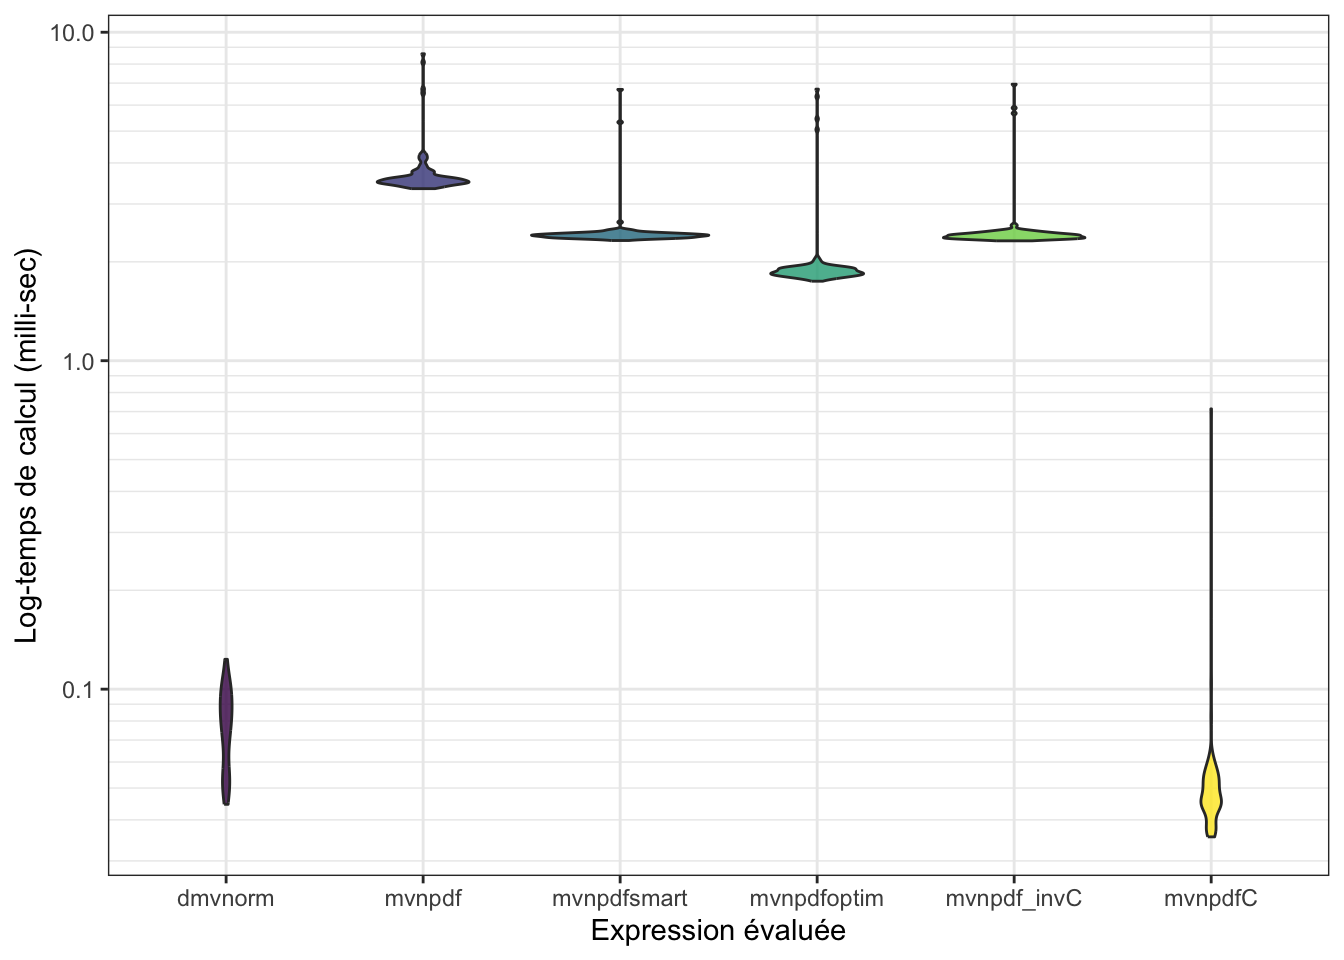 Log-temps de calcul (milli-sec)
10.0
1.0
0.1
dmvnorm mvnpdf mvnpdfsmart mvnpdfoptim mvnpdf_invC mvnpdfC
Expression évaluée